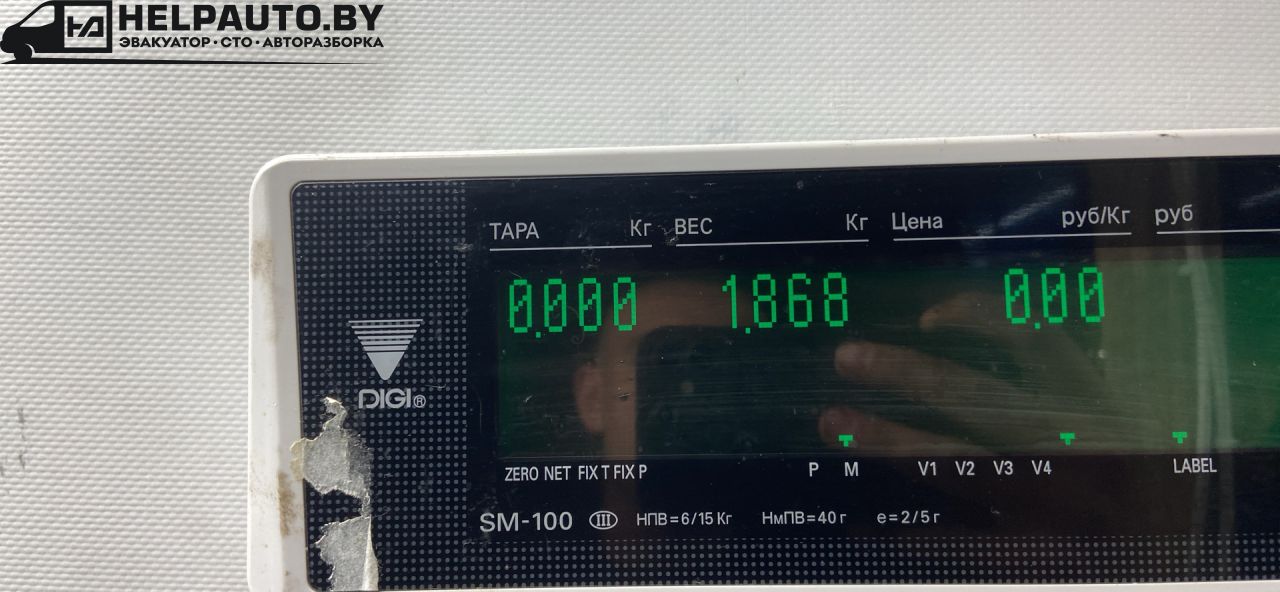 HELPAUTO.BY
ЭВАКУАТОР · СТО · АВТОРАЗБОРКА
ТАРА Кг ВЕС Кг Цена руб/Кг руб
0.000 1.868 0.00
DIGI®
ZERO NET FIX T FIX P P M V1 V2 V3 V4 LABEL
SM-100 III НПВ=6/15 Кг НмПВ=40 г e=2/5 г